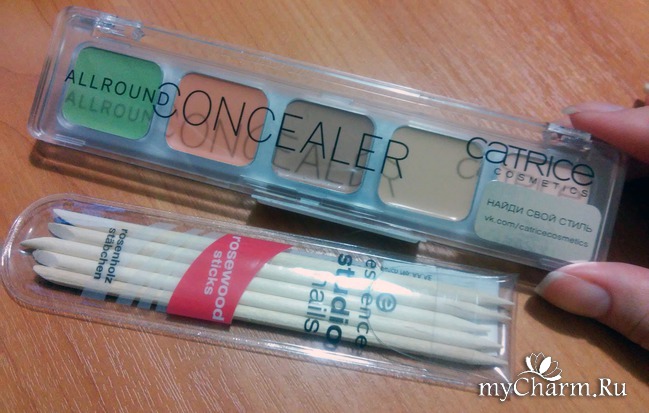 ALLROUND
CONCEALER
CATRICE
COSMETICS
НАЙДИ СВОЙ СТИЛЬ
vk.com/catricecosmetics
rosenholz
stäbchen
rosewood
sticks
essence
studio
nails
myCharm.Ru